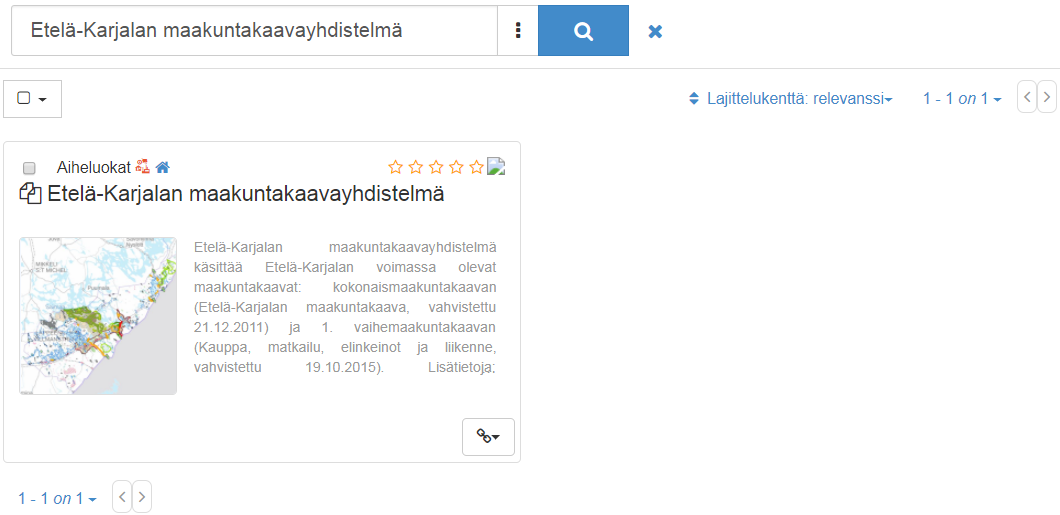 Etelä-Karjalan maakuntakaavayhdistelmä
Lajittelukenttä: relevanssi
1 - 1 on 1
Aiheluokat
Etelä-Karjalan maakuntakaavayhdistelmä
Etelä-Karjalan maakuntakaavayhdistelmä
käsittää Etelä-Karjalan voimassa olevat
maakuntakaavat: kokonaismaakuntakaavan
(Etelä-Karjalan maakuntakaava, vahvistettu
21.12.2011) ja 1. vaihemaakuntakaavan
(Kauppa, matkailu, elinkeinot ja liikenne,
vahvistettu 19.10.2015). Lisätietoja;
1 - 1 on 1